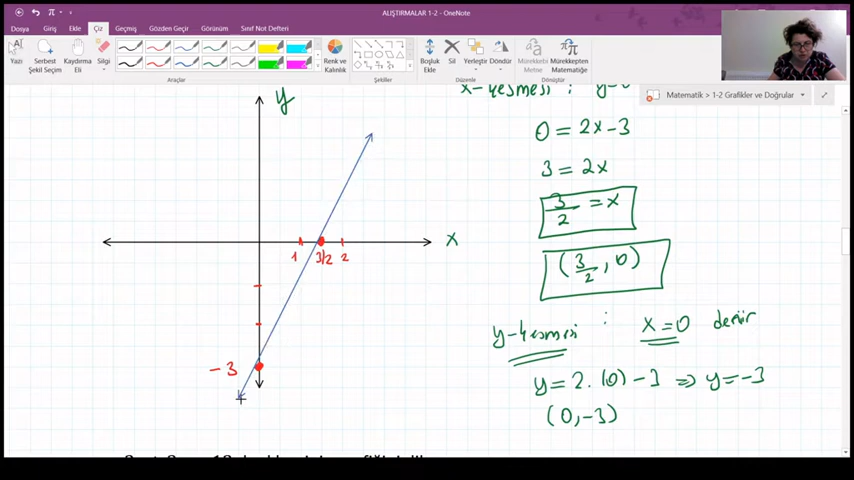 ALIŞTIRMALAR 1-2 - OneNote
Dosya Giriş Ekle Çiz Geçmiş Gözden Geçir Görünüm Sınıf Not Defteri
Yazı Serbest Şekil Seçim Kaydırma Eli Silgi Renk ve Kalınlık Boşluk Ekle Sil Yerleştir Döndür Mürekkebi Metne Mürekkepten Matematiğe
Araçlar Şekiller Düzenle Dönüştür
Matematik > 1-2 Grafikler ve Doğrular
x-kesmesi :
0 = 2x-3
3 = 2x
3/2 = x
(3/2, 0)
y-kesmesi : x=0 denir
y = 2.(0) - 3 => y = -3
(0, -3)
y
x
1 3/2 2
-3